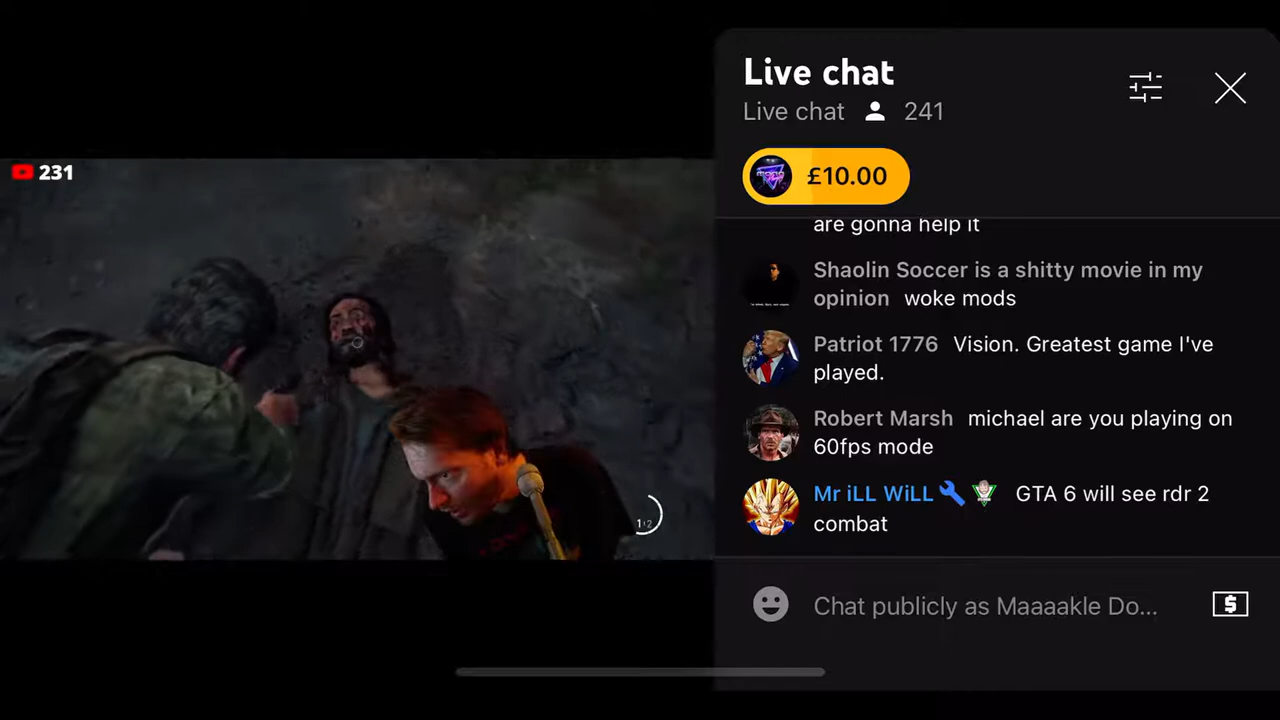 231
1 2
Live chat
Live chat 241
£10.00
are gonna help it
Shaolin Soccer is a shitty movie in my
opinion woke mods
Patriot 1776 Vision. Greatest game I've
played.
Robert Marsh michael are you playing on
60fps mode
Mr iLL WiLL GTA 6 will see rdr 2
combat
Chat publicly as Maaaakle Do...
$